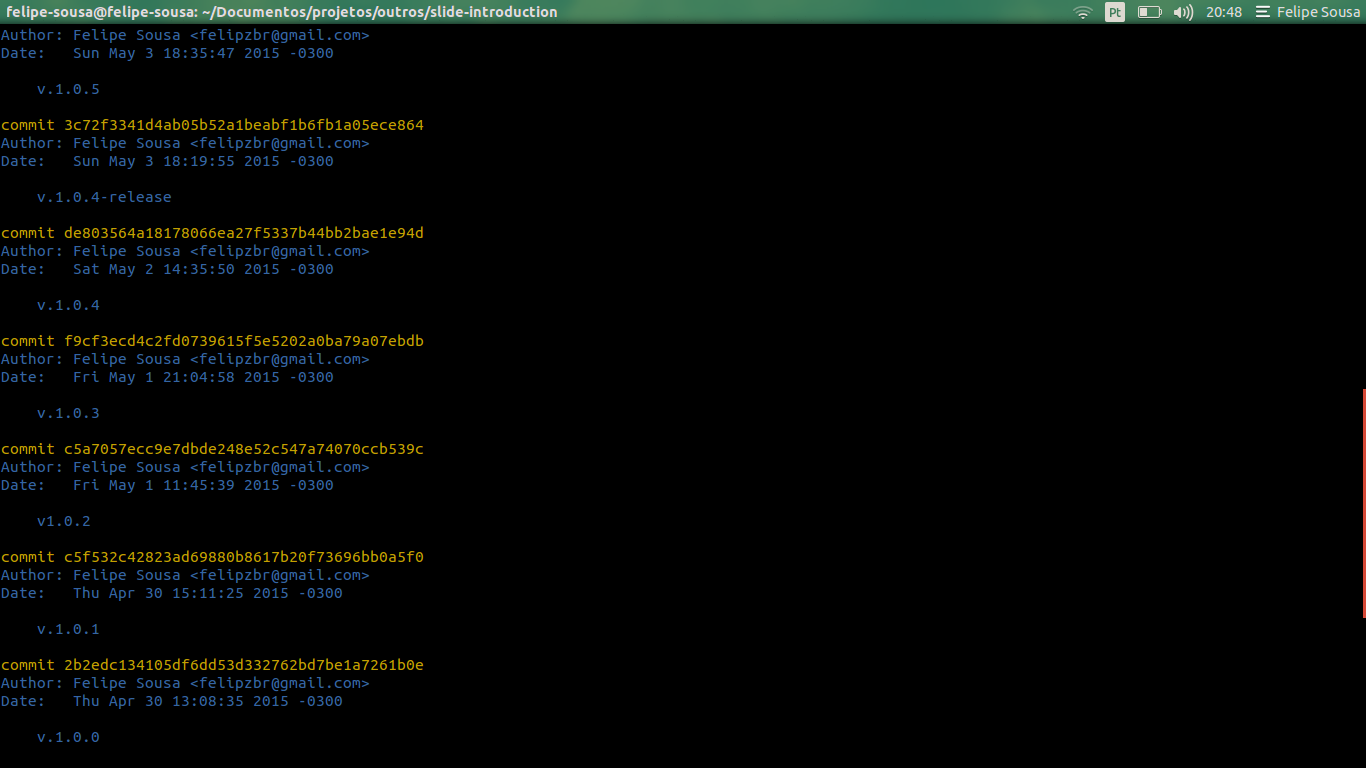 felipe-sousa@felipe-sousa: ~/Documentos/projetos/outros/slide-introduction Pt 20:48 Felipe Sousa
Author: Felipe Sousa <felipzbr@gmail.com>
Date:   Sun May 3 18:35:47 2015 -0300
    v.1.0.5
commit 3c72f3341d4ab05b52a1beabf1b6fb1a05ece864
Author: Felipe Sousa <felipzbr@gmail.com>
Date:   Sun May 3 18:19:55 2015 -0300
    v.1.0.4-release
commit de803564a18178066ea27f5337b44bb2bae1e94d
Author: Felipe Sousa <felipzbr@gmail.com>
Date:   Sat May 2 14:35:50 2015 -0300
    v.1.0.4
commit f9cf3ecd4c2fd0739615f5e5202a0ba79a07ebdb
Author: Felipe Sousa <felipzbr@gmail.com>
Date:   Fri May 1 21:04:58 2015 -0300
    v.1.0.3
commit c5a7057ecc9e7dbde248e52c547a74070ccb539c
Author: Felipe Sousa <felipzbr@gmail.com>
Date:   Fri May 1 11:45:39 2015 -0300
    v1.0.2
commit c5f532c42823ad69880b8617b20f73696bb0a5f0
Author: Felipe Sousa <felipzbr@gmail.com>
Date:   Thu Apr 30 15:11:25 2015 -0300
    v.1.0.1
commit 2b2edc134105df6dd53d332762bd7be1a7261b0e
Author: Felipe Sousa <felipzbr@gmail.com>
Date:   Thu Apr 30 13:08:35 2015 -0300
    v.1.0.0